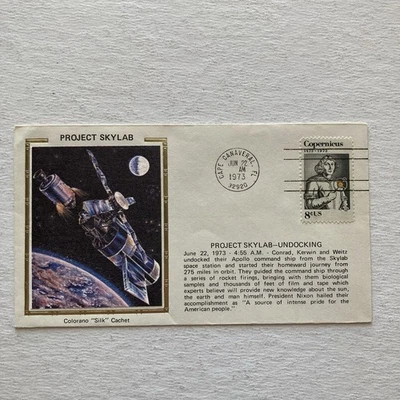 PROJECT SKYLAB
CAPE CANAVERAL, FL
JUN 22
AM
1973
32920
Copernicus
1473-1973
8¢ US
PROJECT SKYLAB—UNDOCKING
June 22, 1973 - 4:55 A.M. - Conrad, Kerwin and Weitz
undocked their Apollo command ship from the Skylab
space station and started their homeward journey from
275 miles in orbit. They guided the command ship through
a series of rocket firings, bringing with them biological
samples and thousands of feet of film and tape which
experts believe will provide new knowledge about the sun,
the earth and man himself. President Nixon hailed their
accomplishment as "A source of intense pride for the
American people."
Colorano "Silk" Cachet